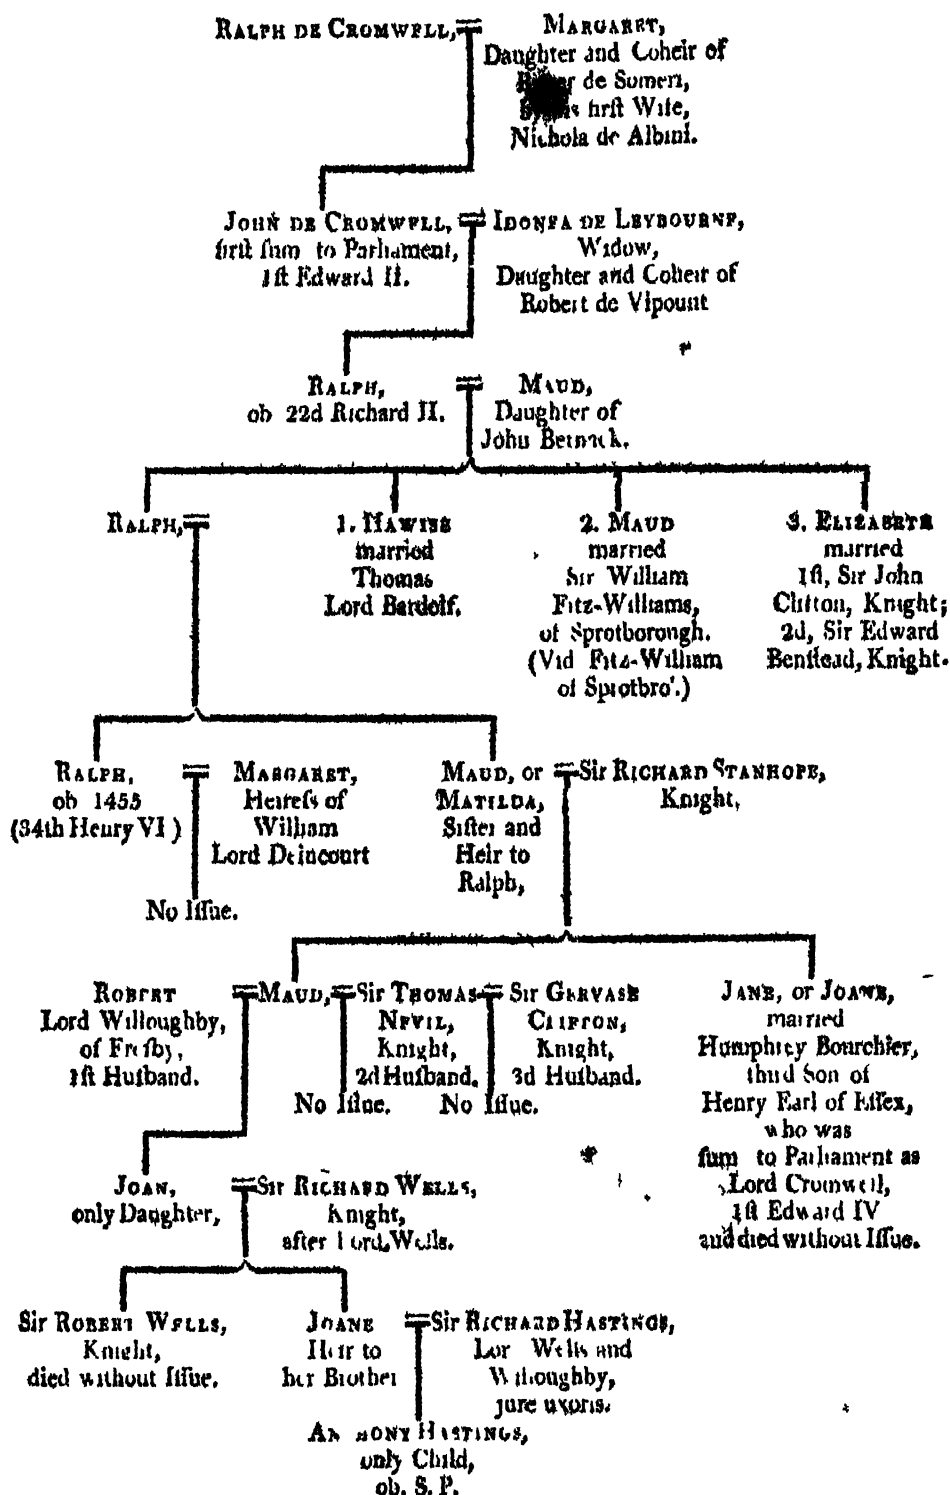 RALPH DE CROMWELL,
MARGARET,
Daughter and Coheir of
de Someri,
first Wife,
Nichola de Albini.
JOHN DE CROMWELL,
first sum to Parliament,
1st Edward II.
IDONEA DE LEYBOURNE,
Widow,
Daughter and Coheir of
Robert de Vipount
RALPH,
ob 22d Richard II.
MAUD,
Daughter of
John Bernack.
RALPH,
1. HAWISE
married
Thomas
Lord Bardolf.
2. MAUD
married
Sir William
Fitz-Williams,
of Sprotborough.
(Vid Fitz-William
of Sprotbro'.)
3. ELIZABETH
married
1st, Sir John
Clifton, Knight;
2d, Sir Edward
Benstead, Knight.
RALPH,
ob 1455
(34th Henry VI)
MARGARET,
Heiress of
William
Lord Deincourt
No Issue.
MAUD, or
MATILDA,
Sister and
Heir to
Ralph,
Sir RICHARD STANHOPE,
Knight,
ROBERT
Lord Willoughby,
of Eresby,
1st Husband.
MAUD,
Sir THOMAS
NEVIL,
Knight,
2d Husband.
No Issue.
Sir GERVASE
CLIFTON,
Knight,
3d Husband.
No Issue.
JANE, or JOANE,
married
Humphrey Bourchier,
third Son of
Henry Earl of Essex,
who was
sum to Parliament as
Lord Cromwell,
1st Edward IV
and died without Issue.
JOAN,
only Daughter,
Sir RICHARD WELLS,
Knight,
after Lord Wells.
Sir ROBERT WELLS,
Knight,
died without Issue.
JOANE
Heir to
her Brother
Sir RICHARD HASTINGS,
Lord Wells and
Willoughby,
jure uxoris.
ANTHONY HASTINGS,
only Child,
ob. S. P.